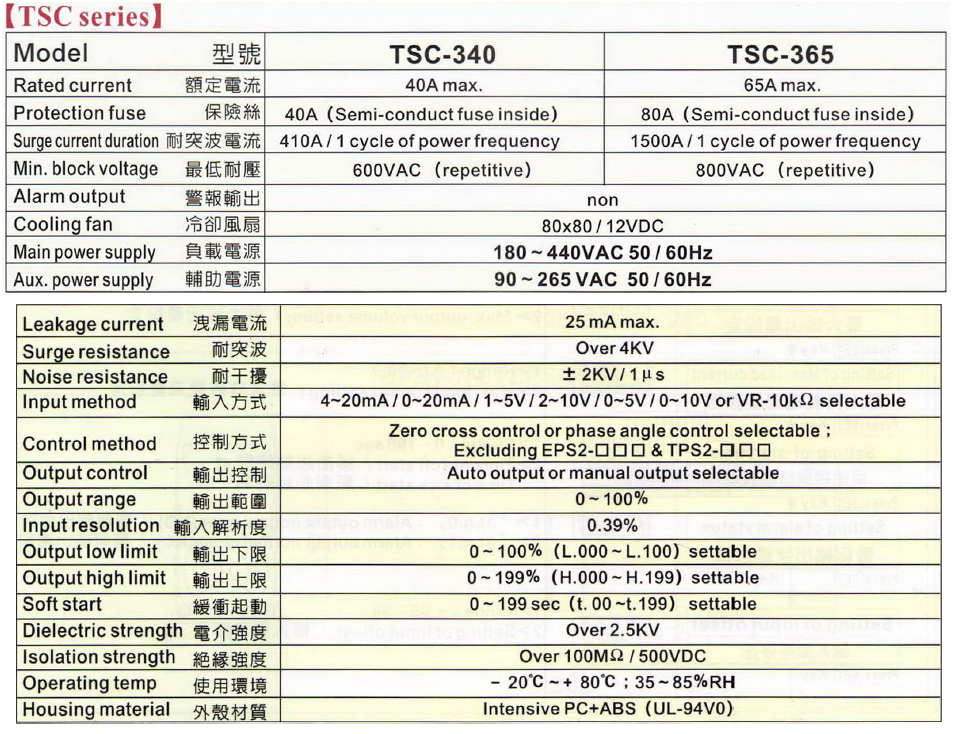 【TSC series】
Model 型號 TSC-340 TSC-365
Rated current 額定電流 40A max. 65A max.
Protection fuse 保險絲 40A (Semi-conduct fuse inside) 80A (Semi-conduct fuse inside)
Surge current duration 耐突波電流 410A / 1 cycle of power frequency 1500A / 1 cycle of power frequency
Min. block voltage 最低耐壓 600VAC (repetitive) 800VAC (repetitive)
Alarm output 警報輸出 non
Cooling fan 冷卻風扇 80x80 / 12VDC
Main power supply 負載電源 180 ~ 440VAC 50 / 60Hz
Aux. power supply 輔助電源 90 ~ 265 VAC 50 / 60Hz
Leakage current 洩漏電流 25 mA max.
Surge resistance 耐突波 Over 4KV
Noise resistance 耐干擾 ± 2KV / 1 μs
Input method 輸入方式 4~20mA / 0~20mA / 1~5V / 2~10V / 0~5V / 0~10V or VR-10kΩ selectable
Control method 控制方式 Zero cross control or phase angle control selectable ;
Excluding EPS2-□□□ & TPS2-□□□
Output control 輸出控制 Auto output or manual output selectable
Output range 輸出範圍 0 ~ 100%
Input resolution 輸入解析度 0.39%
Output low limit 輸出下限 0 ~ 100% (L.000 ~ L.100) settable
Output high limit 輸出上限 0 ~ 199% (H.000 ~ H.199) settable
Soft start 緩衝起動 0 ~ 199 sec (t. 00 ~t.199) settable
Dielectric strength 電介強度 Over 2.5KV
Isolation strength 絕緣強度 Over 100MΩ / 500VDC
Operating temp 使用環境 - 20℃ ~ + 80℃ ; 35 ~ 85%RH
Housing material 外殼材質 Intensive PC+ABS (UL-94V0)